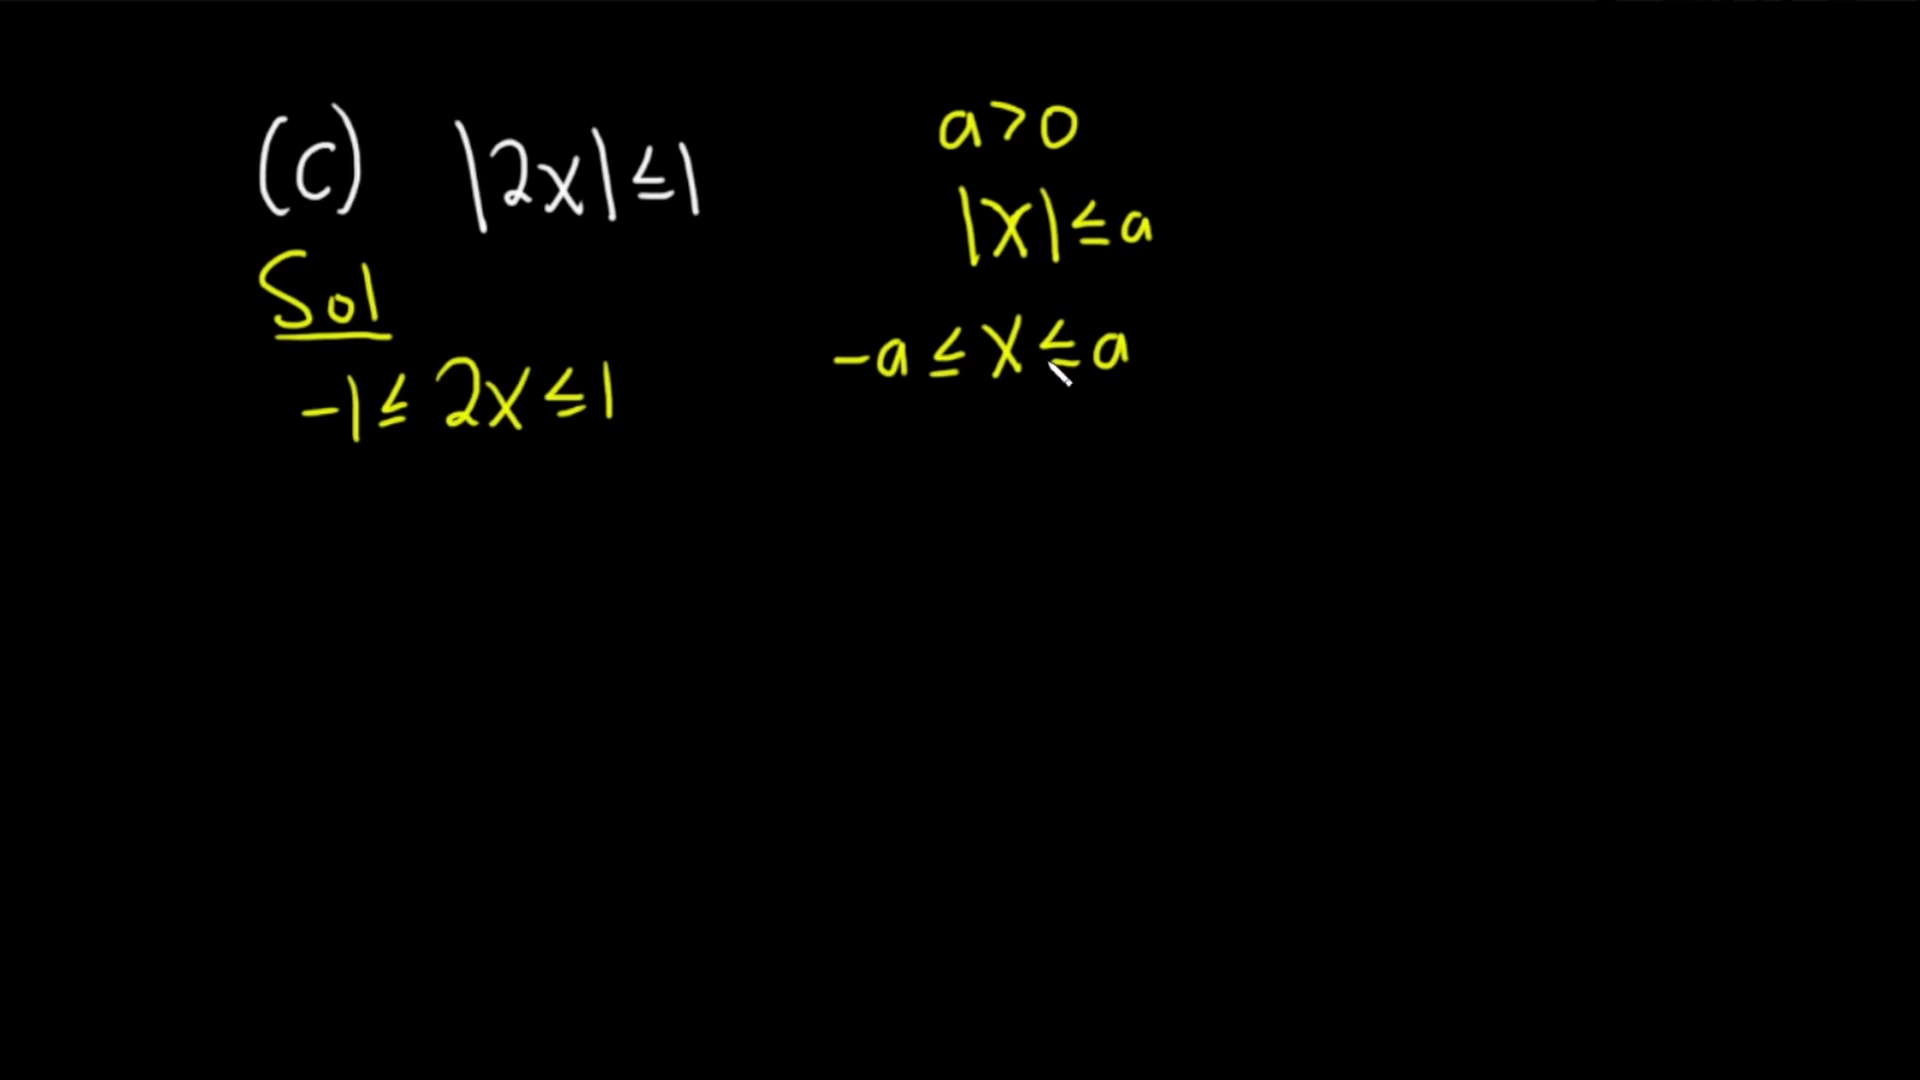 (c) |2x| ≤ 1
Sol
-1 ≤ 2x ≤ 1
a > 0
|x| ≤ a
-a ≤ x ≤ a